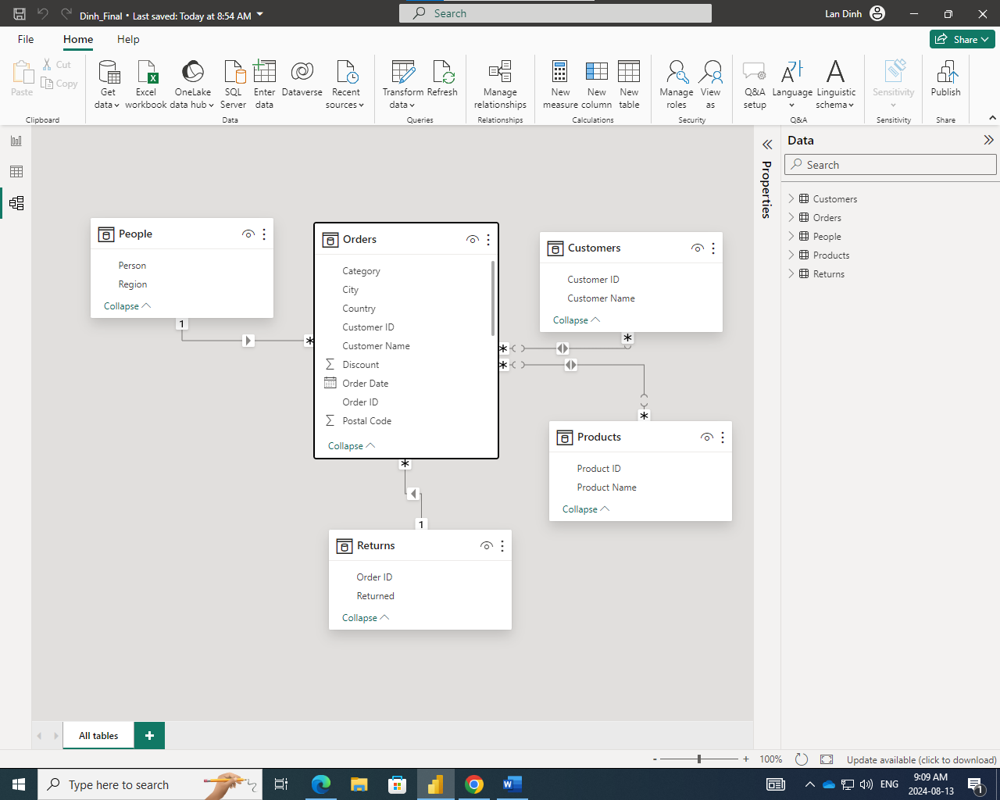 Dinh_Final • Last saved: Today at 8:54 AM
Search
Lan Dinh
File
Home
Help
Share
Paste
Cut
Copy
Clipboard
Get data
Excel workbook
OneLake data hub
SQL Server
Enter data
Dataverse
Recent sources
Data
Transform data
Refresh
Queries
Manage relationships
Relationships
New measure
New column
New table
Calculations
Manage roles
View as
Security
Q&A setup
Language
Linguistic schema
Q&A
Sensitivity
Sensitivity
Publish
Share
People
Person
Region
Collapse
1
*
Orders
Category
City
Country
Customer ID
Customer Name
Discount
Order Date
Order ID
Postal Code
Collapse
*
1
Customers
Customer ID
Customer Name
Collapse
*
*
*
*
Products
Product ID
Product Name
Collapse
Returns
Order ID
Returned
Collapse
Properties
Data
Search
Customers
Orders
People
Products
Returns
All tables
+
- + 100%
Update available (click to download)
Type here to search
ENG
9:09 AM
2024-08-13
1